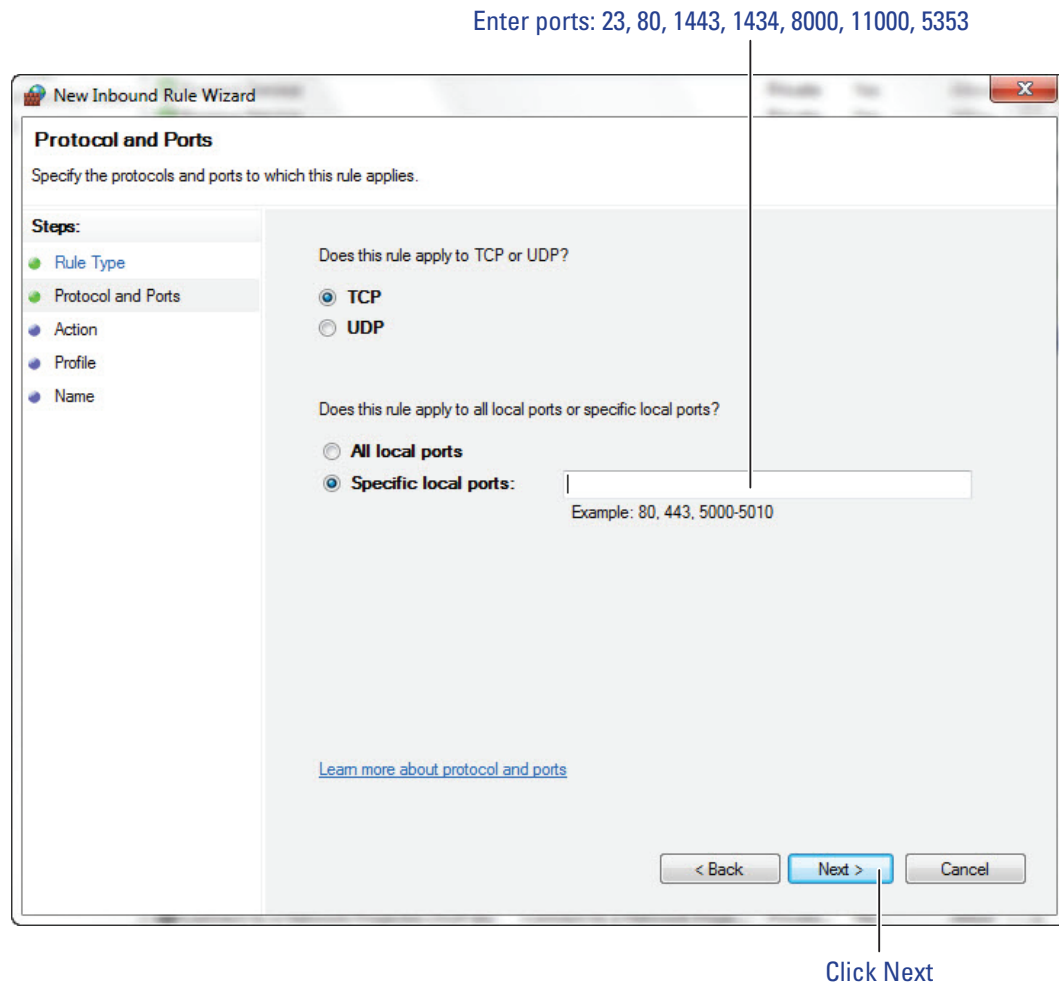 Enter ports: 23, 80, 1443, 1434, 8000, 11000, 5353
New Inbound Rule Wizard
Protocol and Ports
Specify the protocols and ports to which this rule applies.
Steps:
Rule Type
Protocol and Ports
Action
Profile
Name
Does this rule apply to TCP or UDP?
TCP
UDP
Does this rule apply to all local ports or specific local ports?
All local ports
Specific local ports:
Example: 80, 443, 5000-5010
Learn more about protocol and ports
< Back
Next >
Cancel
Click Next